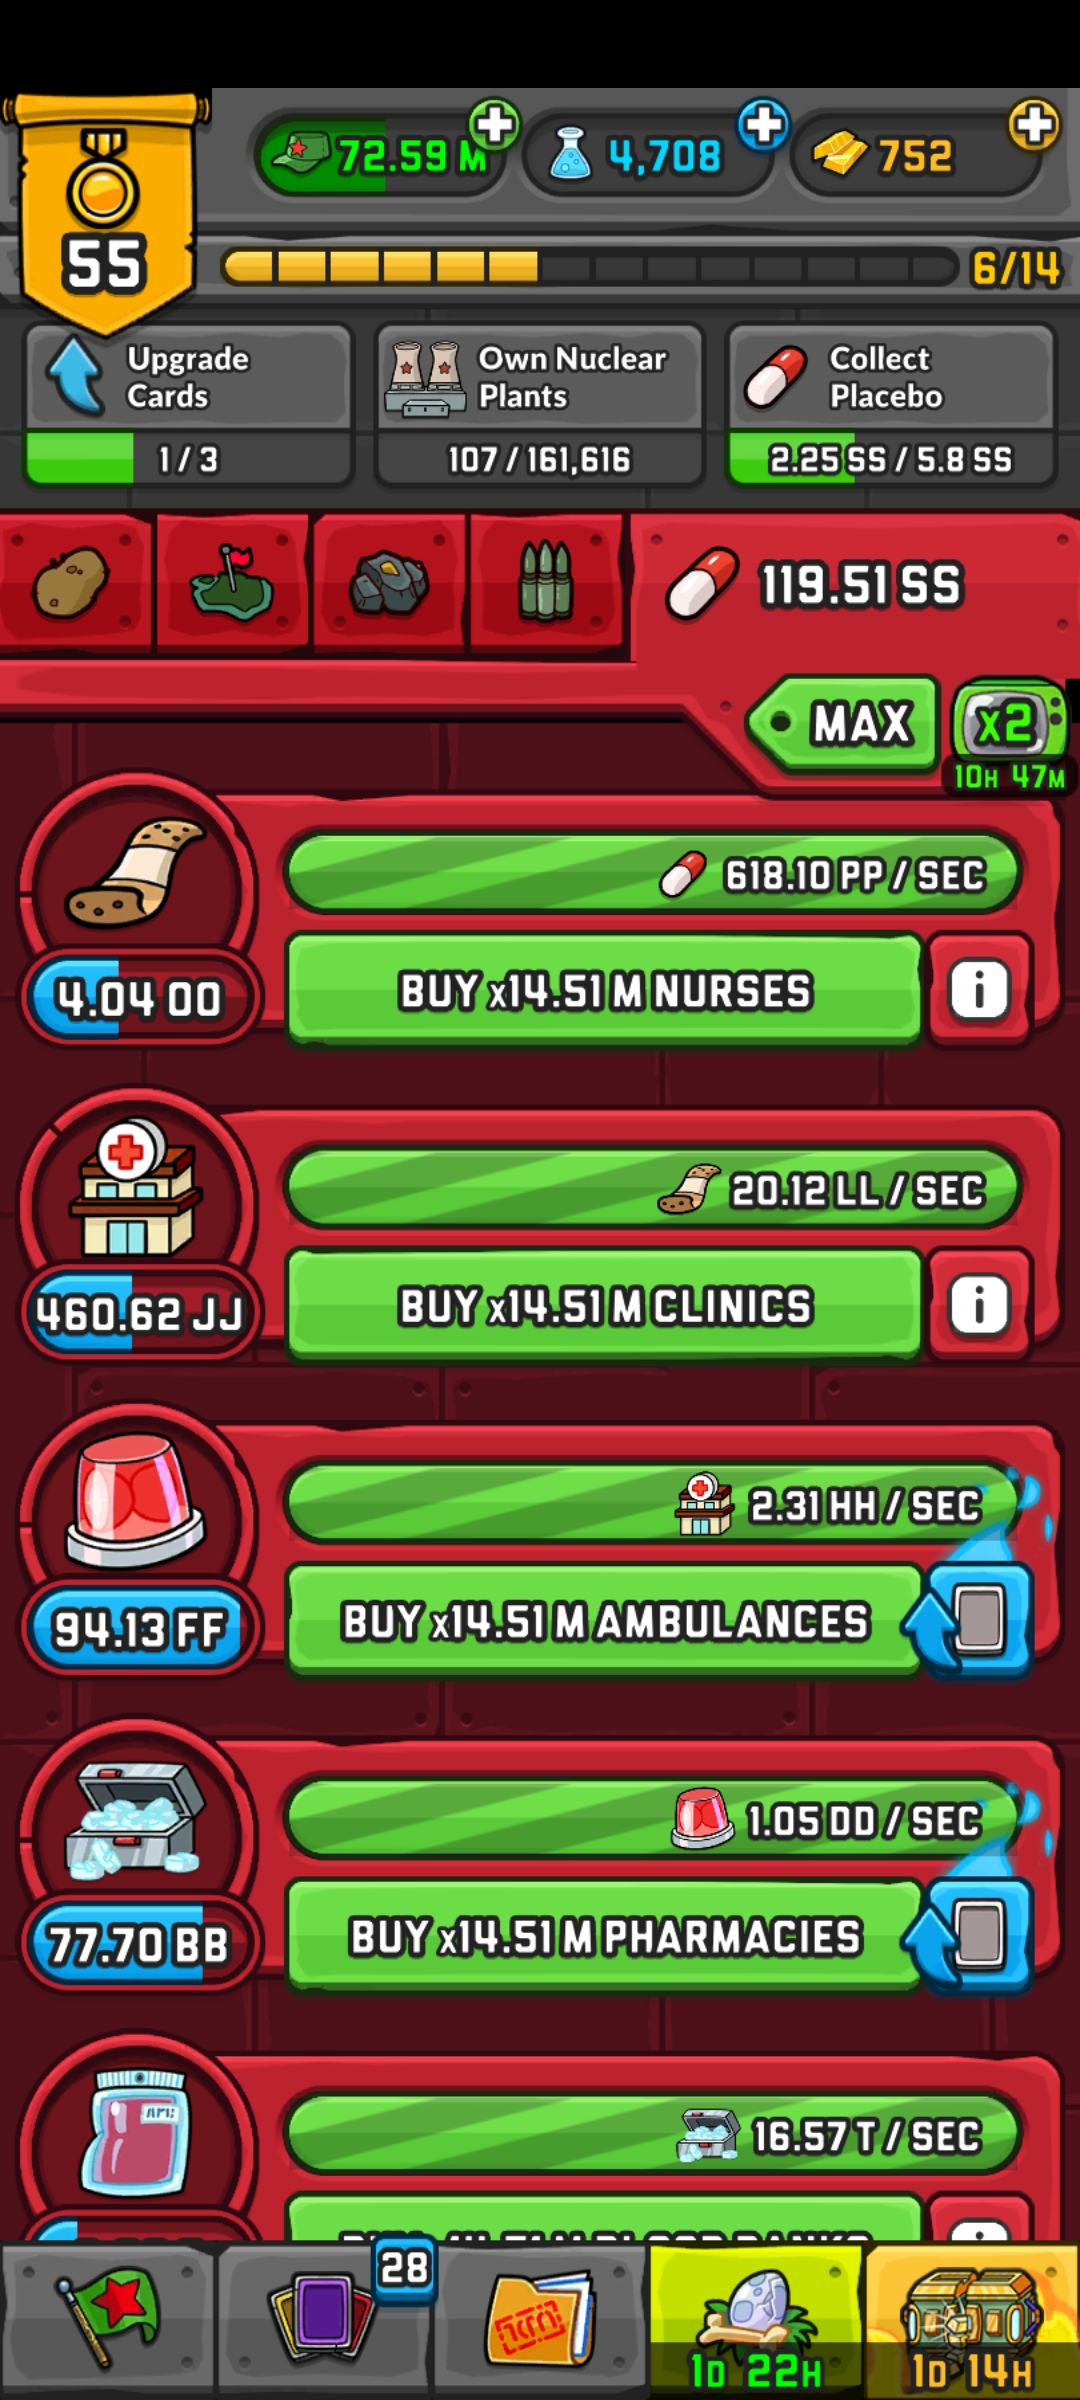 72.59 M
4,708
752
55
6/14
Upgrade
Cards
1 / 3
Own Nuclear
Plants
107 / 161,616
Collect
Placebo
2.25 SS / 5.8 SS
119.51 SS
MAX
x2
10H 47M
618.10 PP / SEC
4.04 OO
BUY x14.51 M NURSES
i
20.12 LL / SEC
460.62 JJ
BUY x14.51 M CLINICS
i
2.31 HH / SEC
94.13 FF
BUY x14.51 M AMBULANCES
1.05 DD / SEC
77.70 BB
BUY x14.51 M PHARMACIES
16.57 T / SEC
28
1D 22H
1D 14H